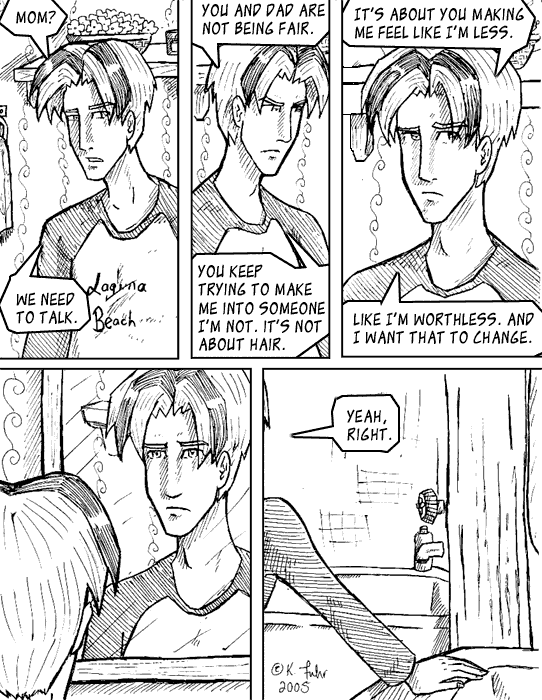 MOM?
WE NEED
TO TALK.
Lagina
Beach
YOU AND DAD ARE
NOT BEING FAIR.
YOU KEEP
TRYING TO MAKE
ME INTO SOMEONE
I'M NOT. IT'S NOT
ABOUT HAIR.
IT'S ABOUT YOU MAKING
ME FEEL LIKE I'M LESS.
LIKE I'M WORTHLESS. AND
I WANT THAT TO CHANGE.
YEAH,
RIGHT.
© K. Fuhr
2005